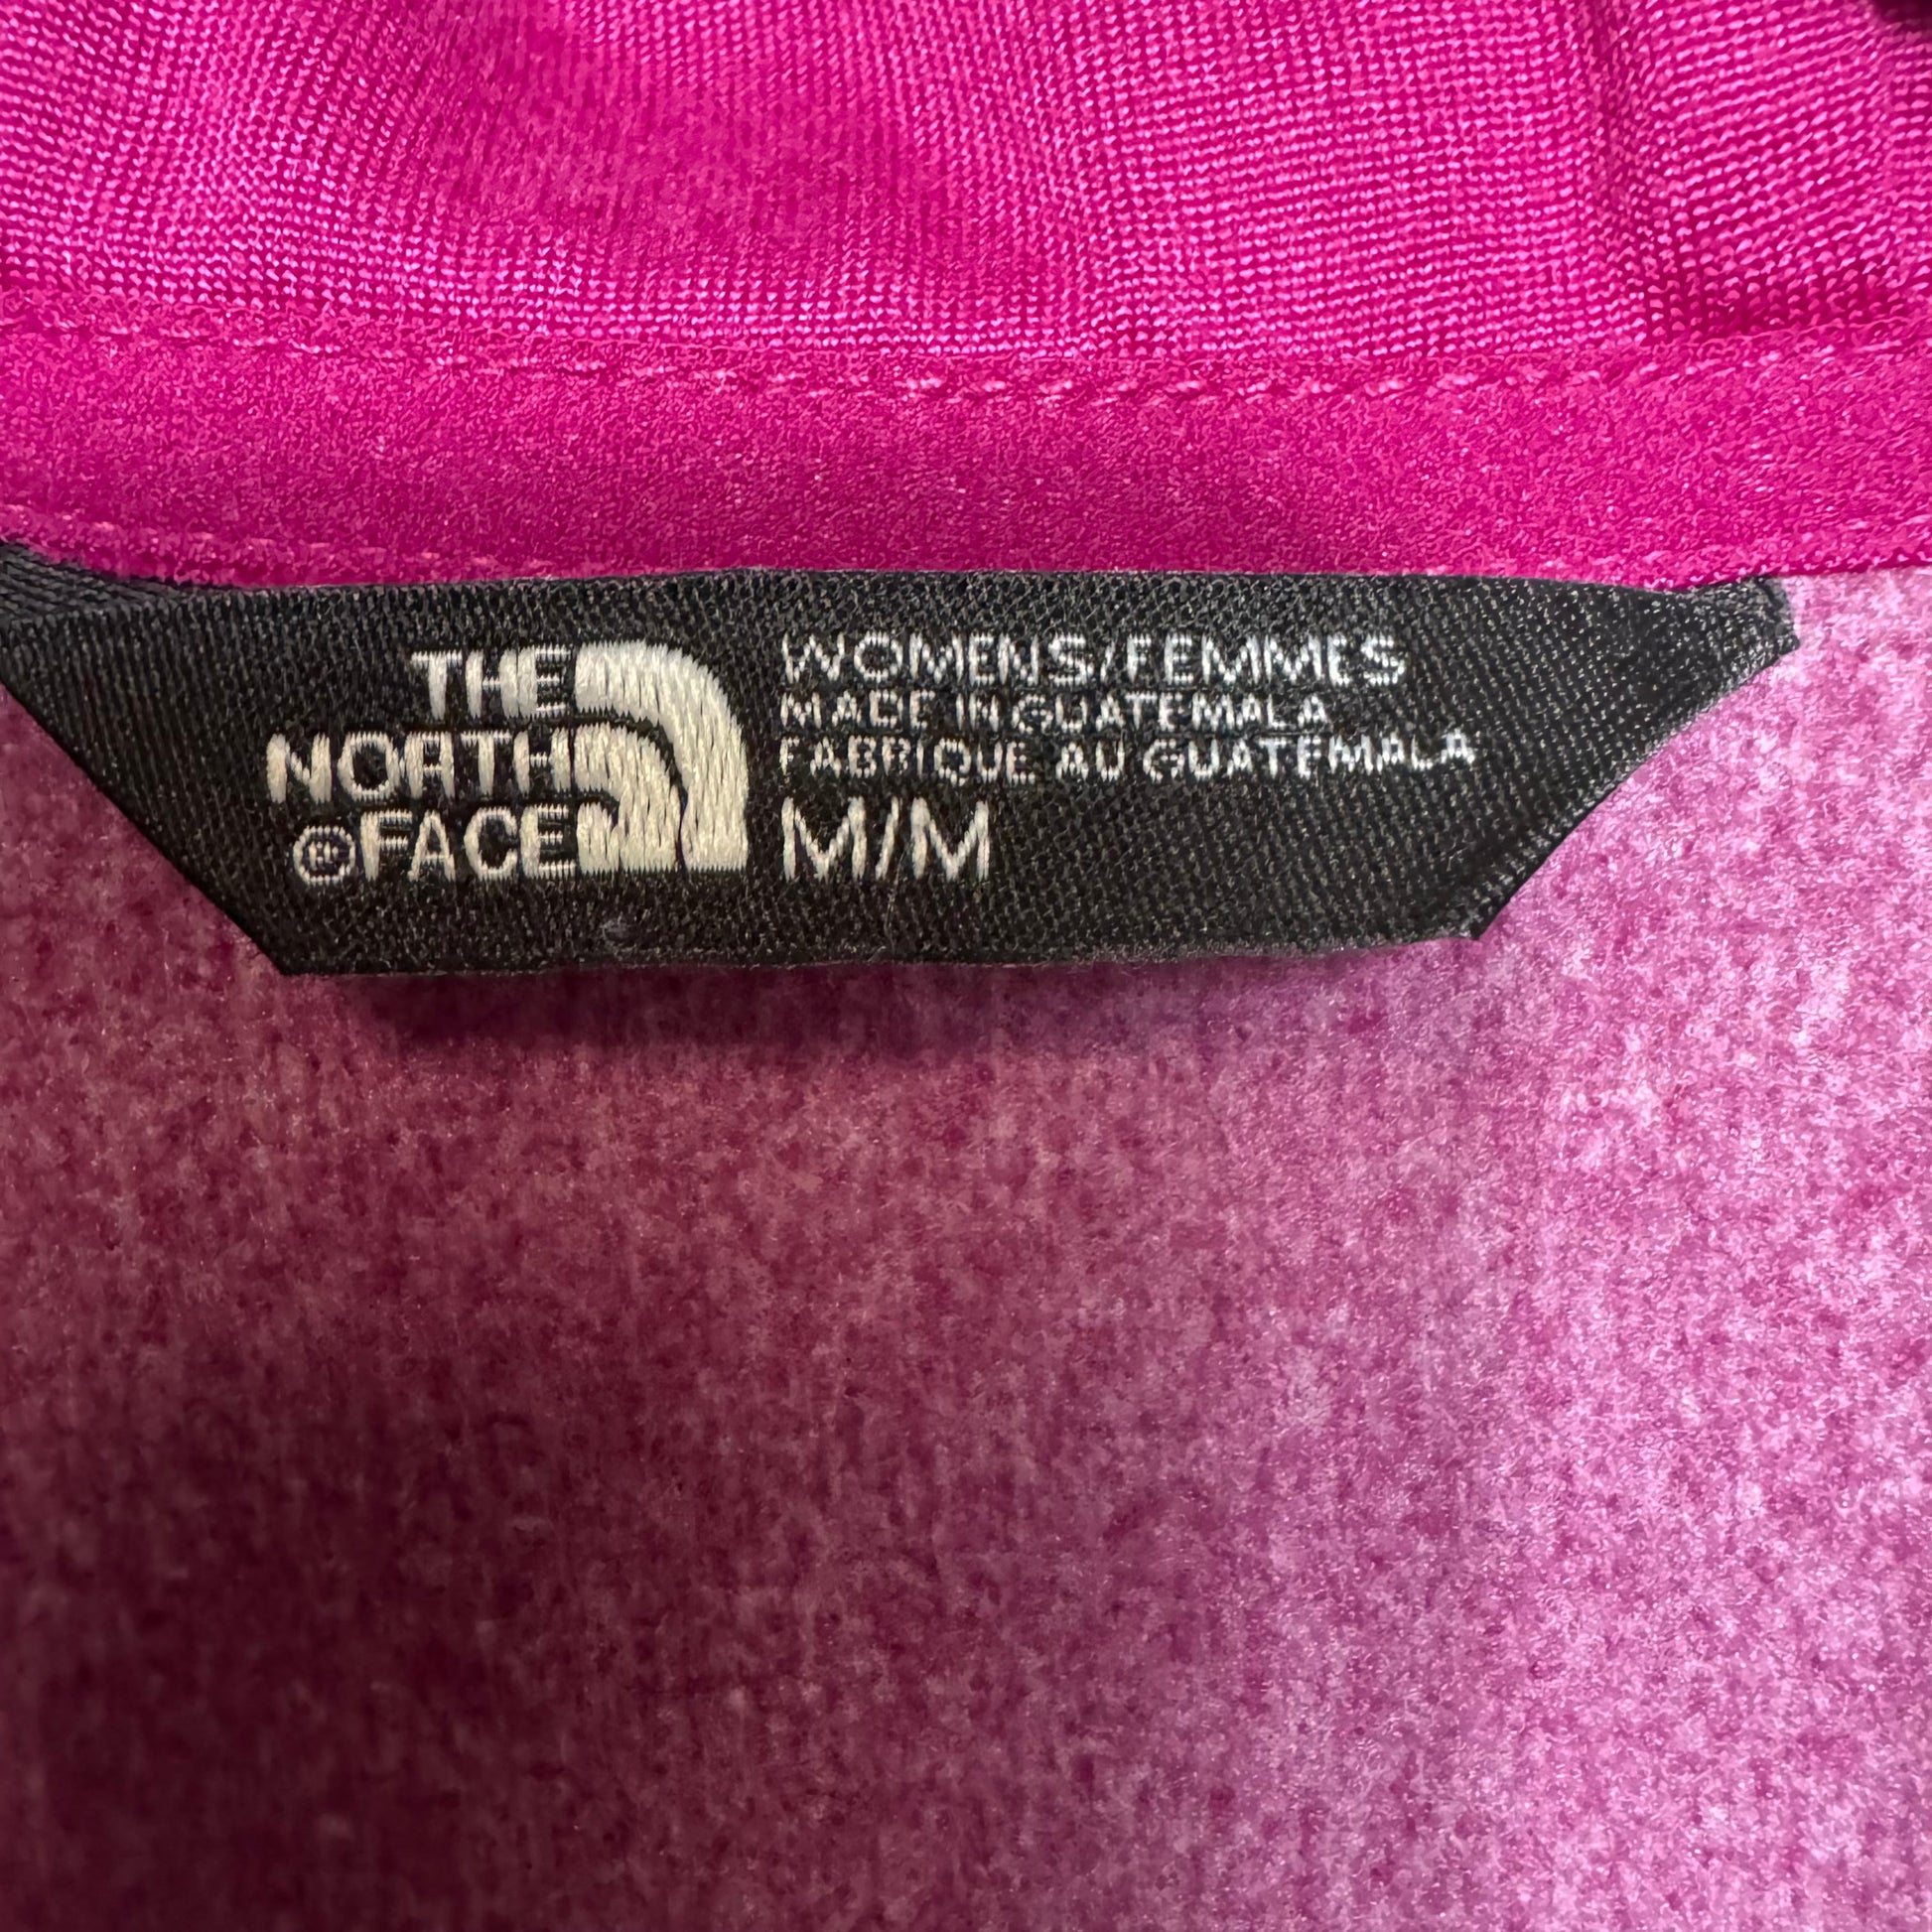 THE
NORTH
®FACE
WOMENS/FEMMES
MADE IN GUATEMALA
FABRIQUE AU GUATEMALA
M/M